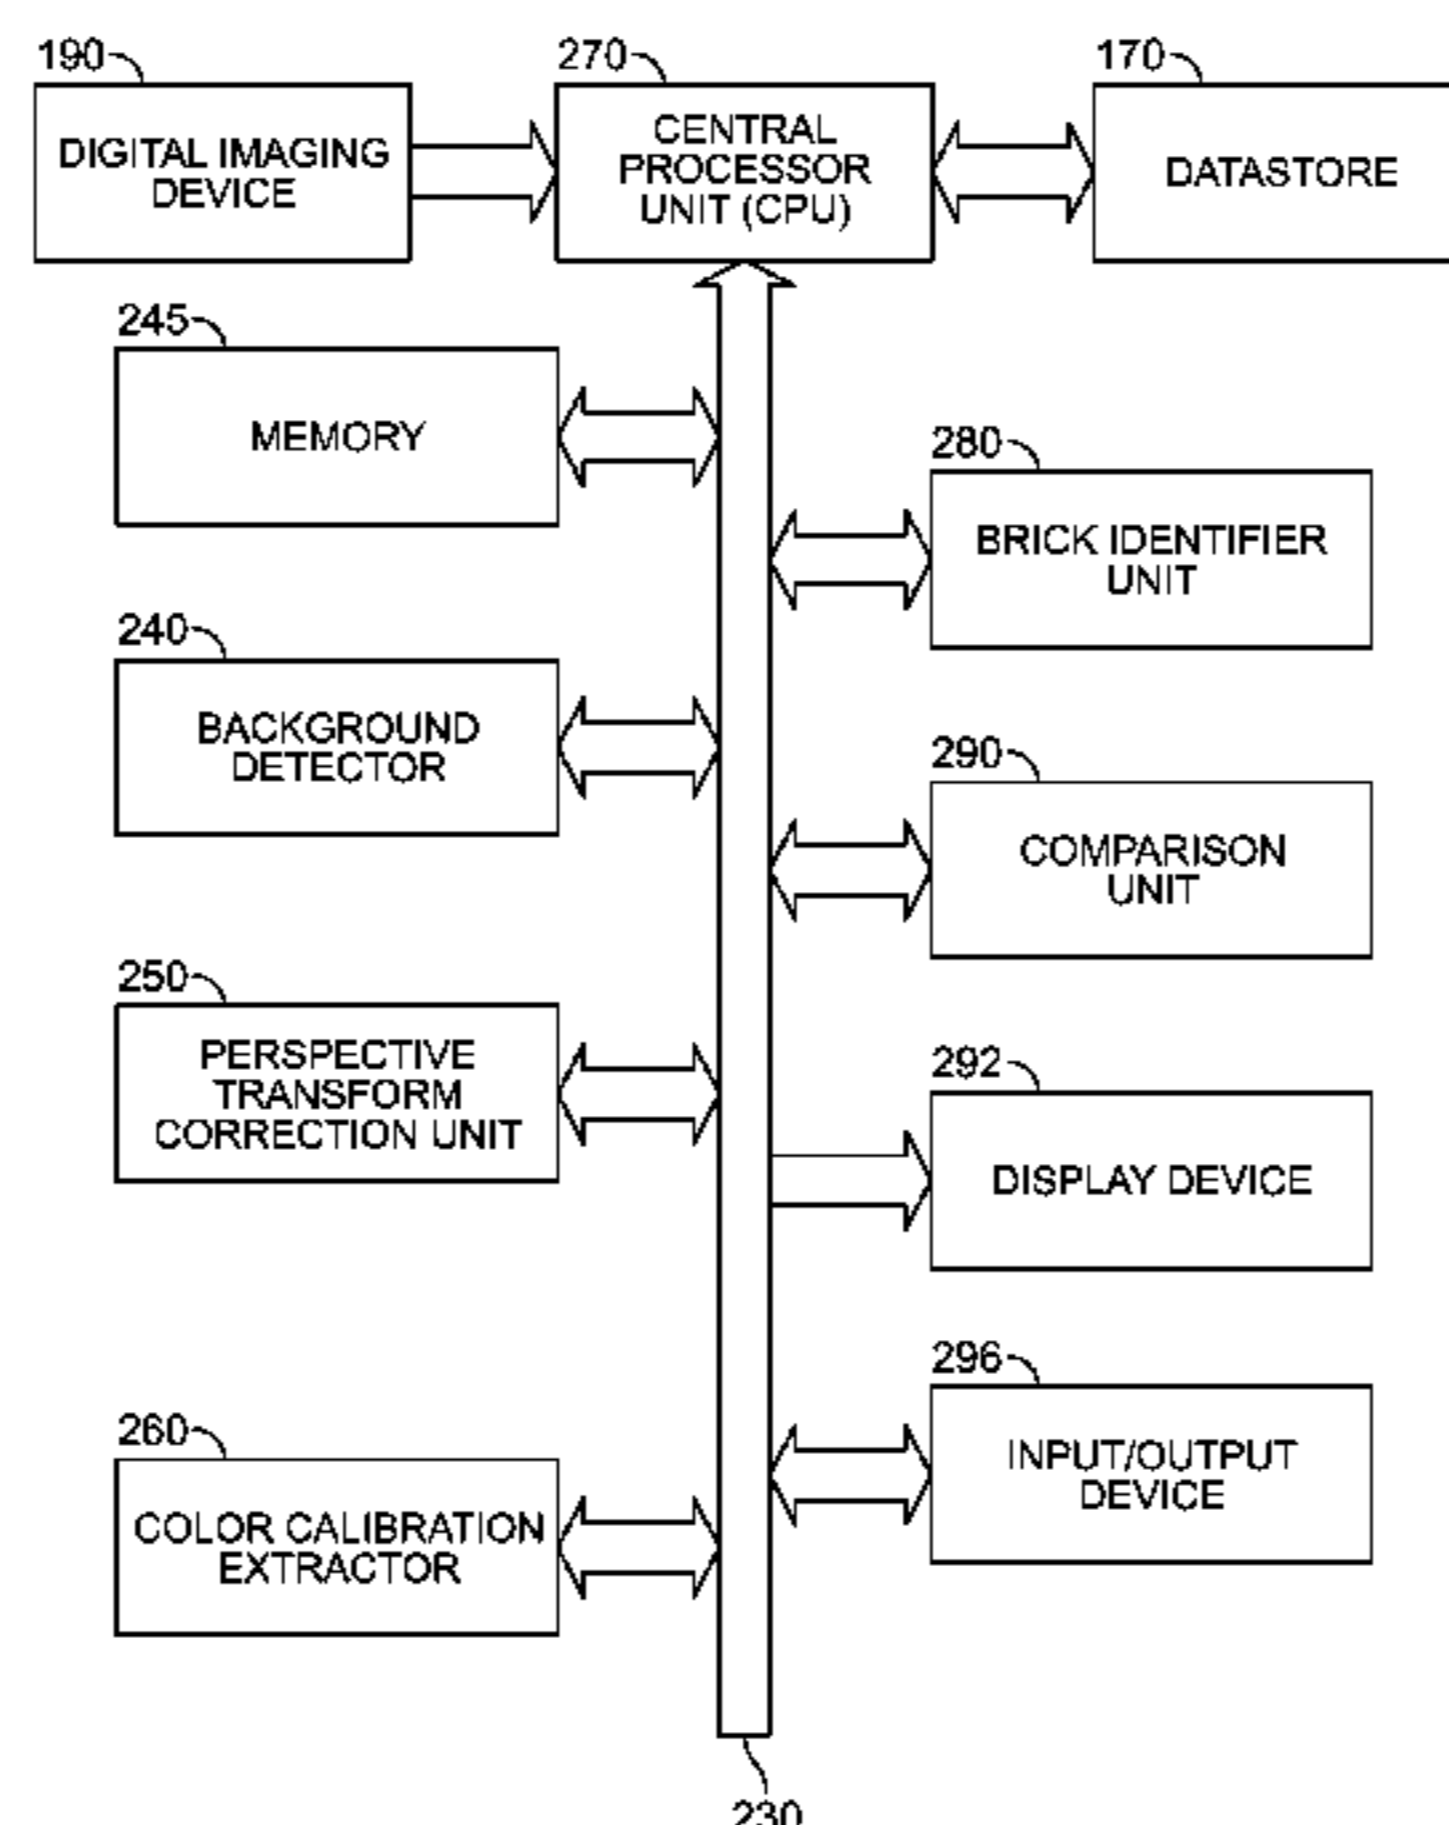 190
270
170
DIGITAL IMAGING
DEVICE
CENTRAL
PROCESSOR
UNIT (CPU)
DATASTORE
245
MEMORY
280
BRICK IDENTIFIER
UNIT
240
BACKGROUND
DETECTOR
290
COMPARISON
UNIT
250
PERSPECTIVE
TRANSFORM
CORRECTION UNIT
292
DISPLAY DEVICE
296
INPUT/OUTPUT
DEVICE
260
COLOR CALIBRATION
EXTRACTOR
230